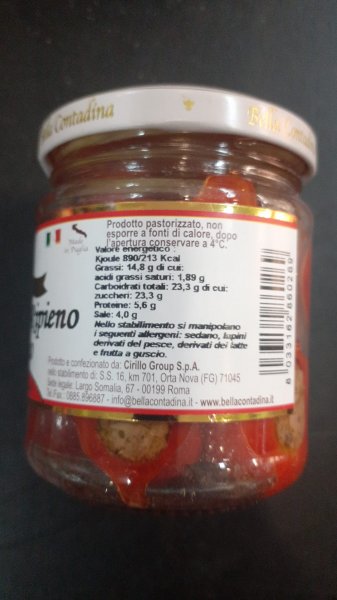 Bella Contadina
Bella Contadina
Made
in Puglia
ripieno
Prodotto pastorizzato, non
esporre a fonti di calore, dopo
l'apertura conservare a 4°C.
Valore energetico :
Kjoule 890/213 Kcal
Grassi: 14,8 g di cui:
acidi grassi saturi: 1,89 g
Carboidrati totali: 23,3 g di cui
zuccheri: 23,3 g
Proteine: 5,6 g
Sale: 4,0 g
Nello stabilimento si manipolano
i seguenti allergeni: sedano, lupini
derivati del pesce, derivati del latte
e frutta a guscio.
Prodotto e confezionato da: Cirillo Group S.p.A.
nello stabilimento di: S.S. 16, km 701, Orta Nova (FG) 71045
Sede legale: Largo Somalia, 67 - 00199 Roma
Tel./Fax: 0885.896687 - info@bellacontadina.it - www.bellacontadina.it
8 033162 860289